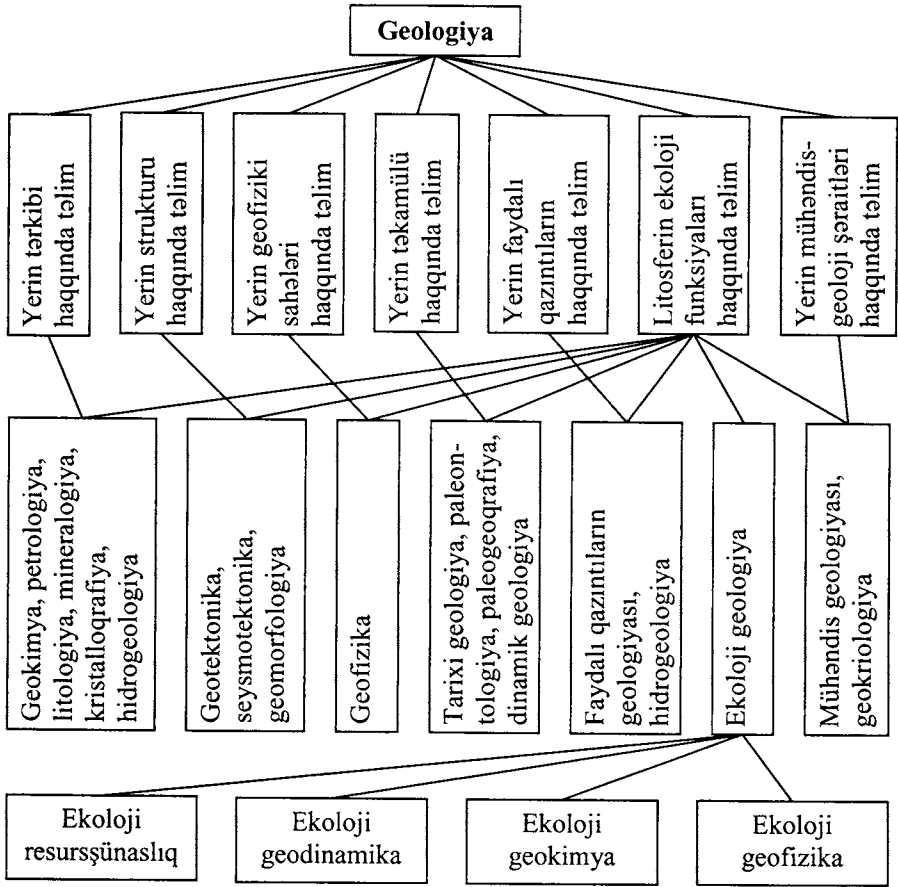 Geologiya
Yerin tərkibi
haqqında təlim
Yerin strukturu
haqqında təlim
Yerin geofiziki
sahələri
haqqında təlim
Yerin təkamülü
haqqında təlim
Yerin faydalı
qazıntıların
haqqında təlim
Litosferin ekoloji
funksiyaları
haqqında təlim
Yerin mühəndis-
geoloji şəraitləri
haqqında təlim
Geokimya, petrologiya,
litologiya, mineralogiya,
kristalloqrafiya,
hidrogeologiya
Geotektonika,
seysmotektonika,
geomorfologiya
Geofizika
Tarixi geologiya, paleon-
tologiya, paleogeoqrafiya,
dinamik geologiya
Faydalı qazıntıların
geologiyası,
hidrogeologiya
Ekoloji geologiya
Mühəndis geologiyası,
geokriologiya
Ekoloji
resursşünaslıq
Ekoloji
geodinamika
Ekoloji
geokimya
Ekoloji
geofizika